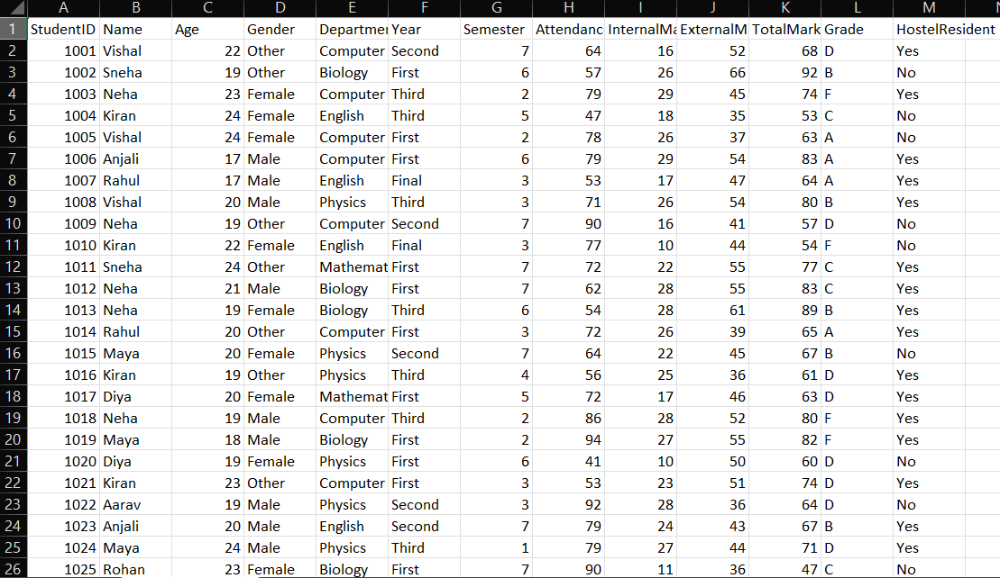 A B C D E F G H I J K L M
1 StudentID Name Age Gender Departmer Year Semester Attendanc InternalMa ExternalM TotalMark Grade HostelResident
2 1001 Vishal 22 Other Computer Second 7 64 16 52 68 D Yes
3 1002 Sneha 19 Other Biology First 6 57 26 66 92 B No
4 1003 Neha 23 Female Computer Third 2 79 29 45 74 F Yes
5 1004 Kiran 24 Female English Third 5 47 18 35 53 C No
6 1005 Vishal 24 Female Computer First 2 78 26 37 63 A No
7 1006 Anjali 17 Male Computer First 6 79 29 54 83 A Yes
8 1007 Rahul 17 Male English Final 3 53 17 47 64 A Yes
9 1008 Vishal 20 Male Physics Third 3 71 26 54 80 B Yes
10 1009 Neha 19 Other Computer Second 7 90 16 41 57 D No
11 1010 Kiran 22 Female English Final 3 77 10 44 54 F No
12 1011 Sneha 24 Other Mathemat First 7 72 22 55 77 C Yes
13 1012 Neha 21 Male Biology First 7 62 28 55 83 C Yes
14 1013 Neha 19 Female Biology Third 6 54 28 61 89 B Yes
15 1014 Rahul 20 Other Computer First 3 72 26 39 65 A Yes
16 1015 Maya 20 Female Physics Second 7 64 22 45 67 B No
17 1016 Kiran 19 Other Physics Third 4 56 25 36 61 D Yes
18 1017 Diya 20 Female Mathemat First 5 72 17 46 63 D Yes
19 1018 Neha 19 Male Computer Third 2 86 28 52 80 F Yes
20 1019 Maya 18 Male Biology First 2 94 27 55 82 F Yes
21 1020 Diya 19 Female Physics First 6 41 10 50 60 D No
22 1021 Kiran 23 Other Computer First 3 53 23 51 74 D Yes
23 1022 Aarav 19 Male Physics Second 3 92 28 36 64 D No
24 1023 Anjali 20 Male English Second 7 79 24 43 67 B Yes
25 1024 Maya 24 Male Physics Third 1 79 27 44 71 D Yes
26 1025 Rohan 23 Female Biology First 7 90 11 36 47 C No